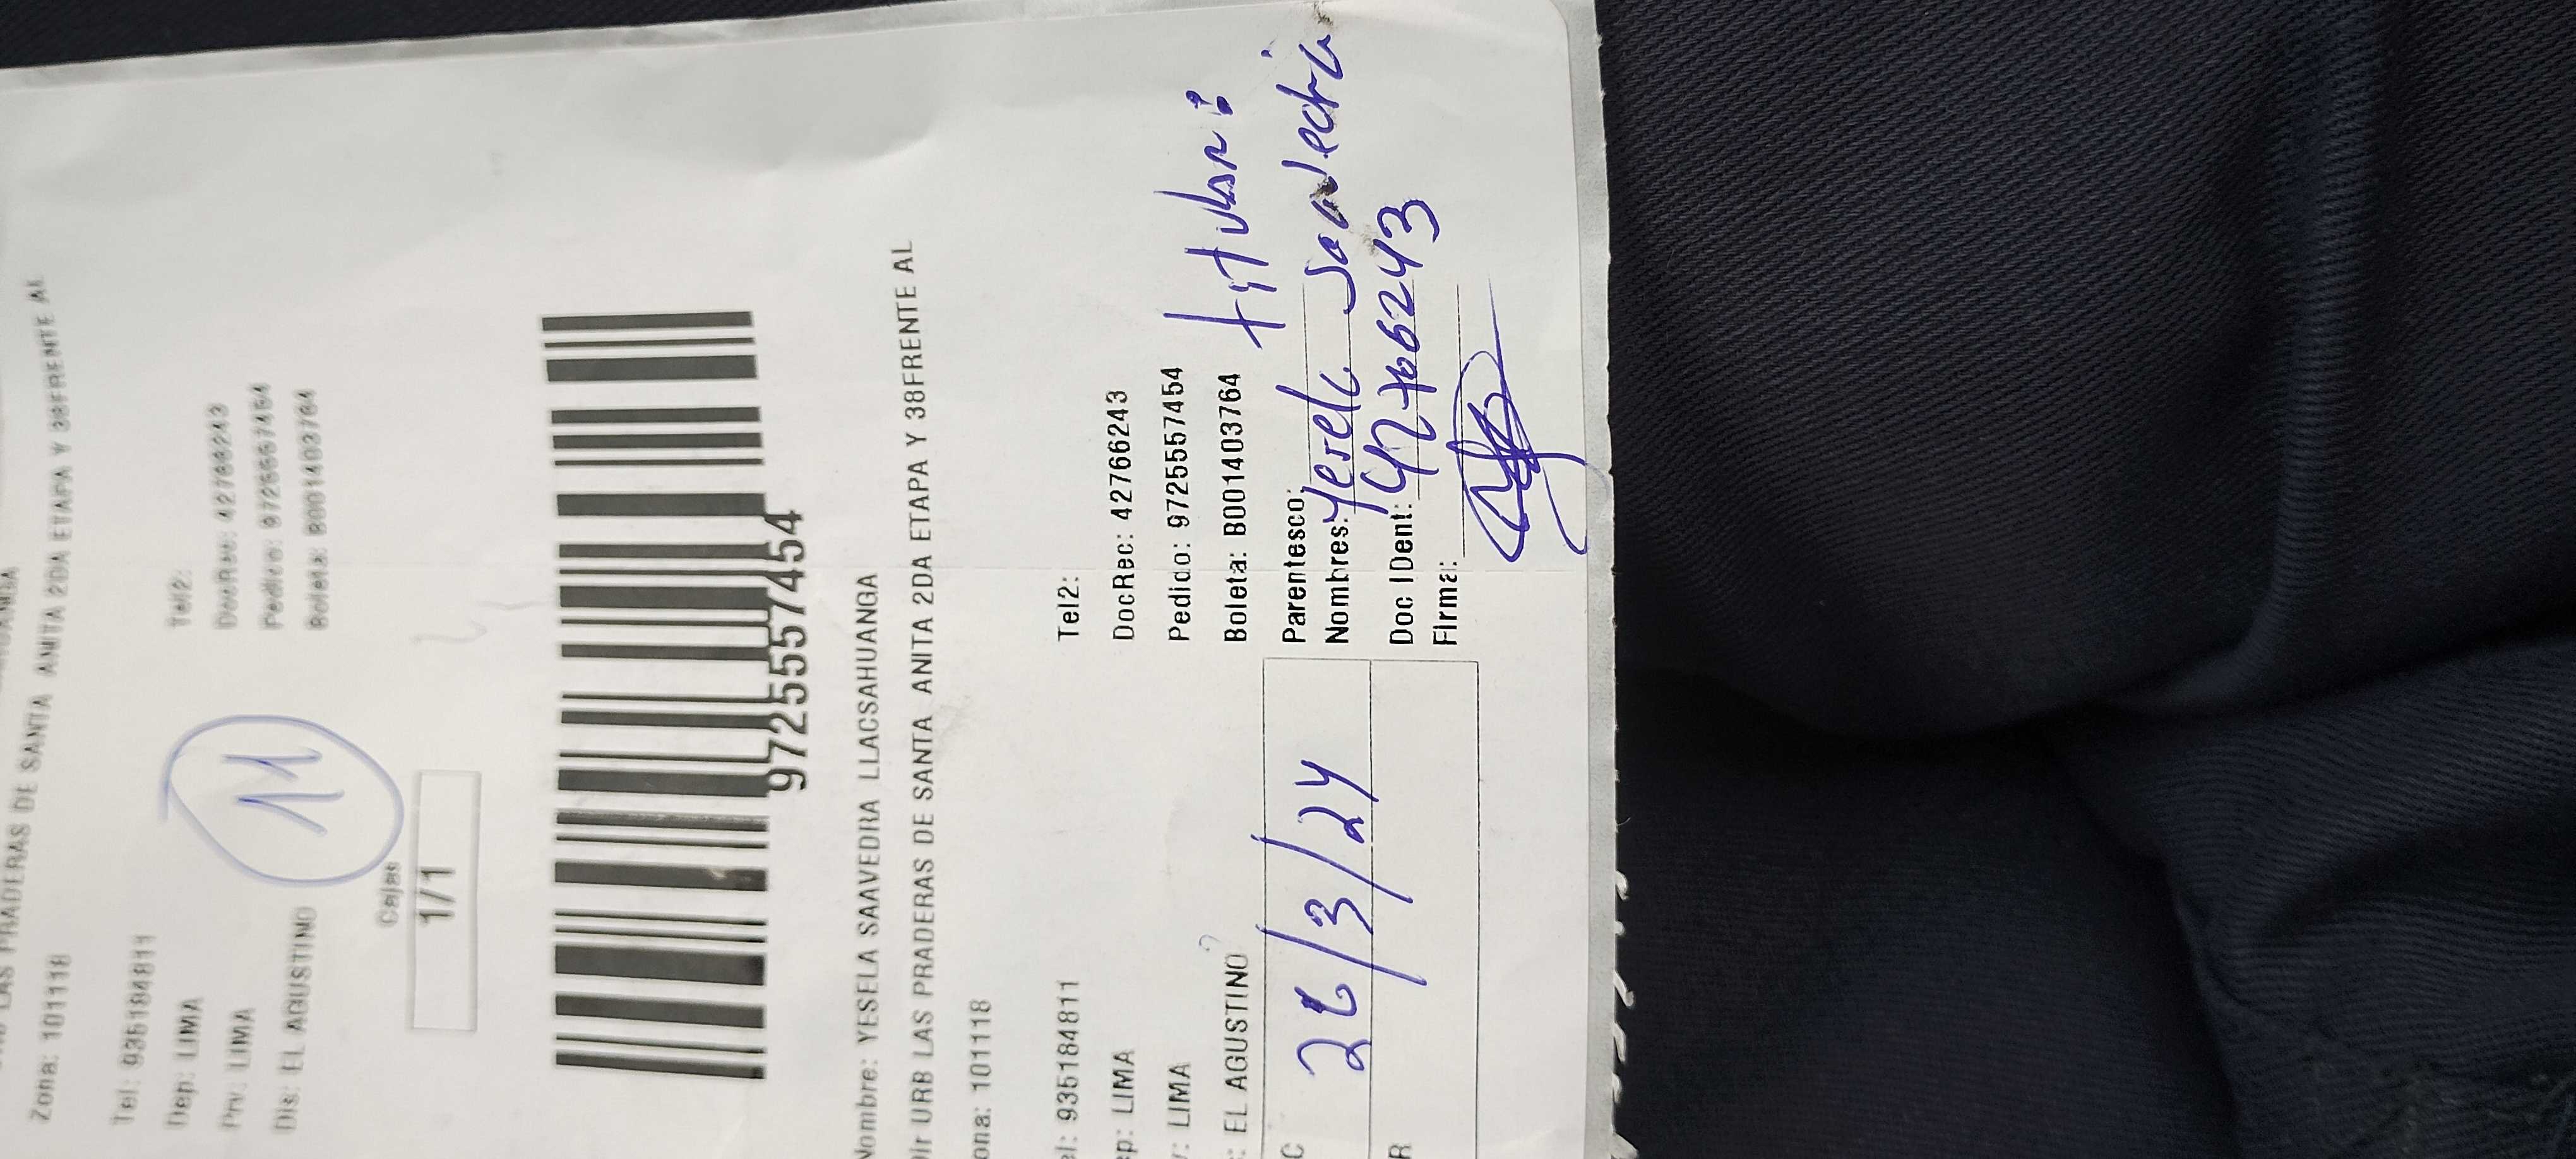 LAS PRADERAS DE SANTA ANITA 2DA ETAPA Y 38FRENTE AL
Zona: 101118
Tel: 935184811 Tel2:
Dep: LIMA DocRec: 42766243
Prv: LIMA Pedido: 9725557454
Dis: EL AGUSTINO Boleta: B001403764
11
Cajas
1/1
9725557454
Nombre: YESELA SAAVEDRA LLACSAHUANGA
Dir URB LAS PRADERAS DE SANTA ANITA 2DA ETAPA Y 38FRENTE AL
ona: 101118
el: 935184811 Tel2:
ep: LIMA DocRec: 42766243
v: LIMA Pedido: 9725557454
: EL AGUSTINO Boleta: B001403764
titular
C Parentesco:
26/3/24 Nombres: Yesela Saavedra
R Doc IDent: 42766243
FIrma: